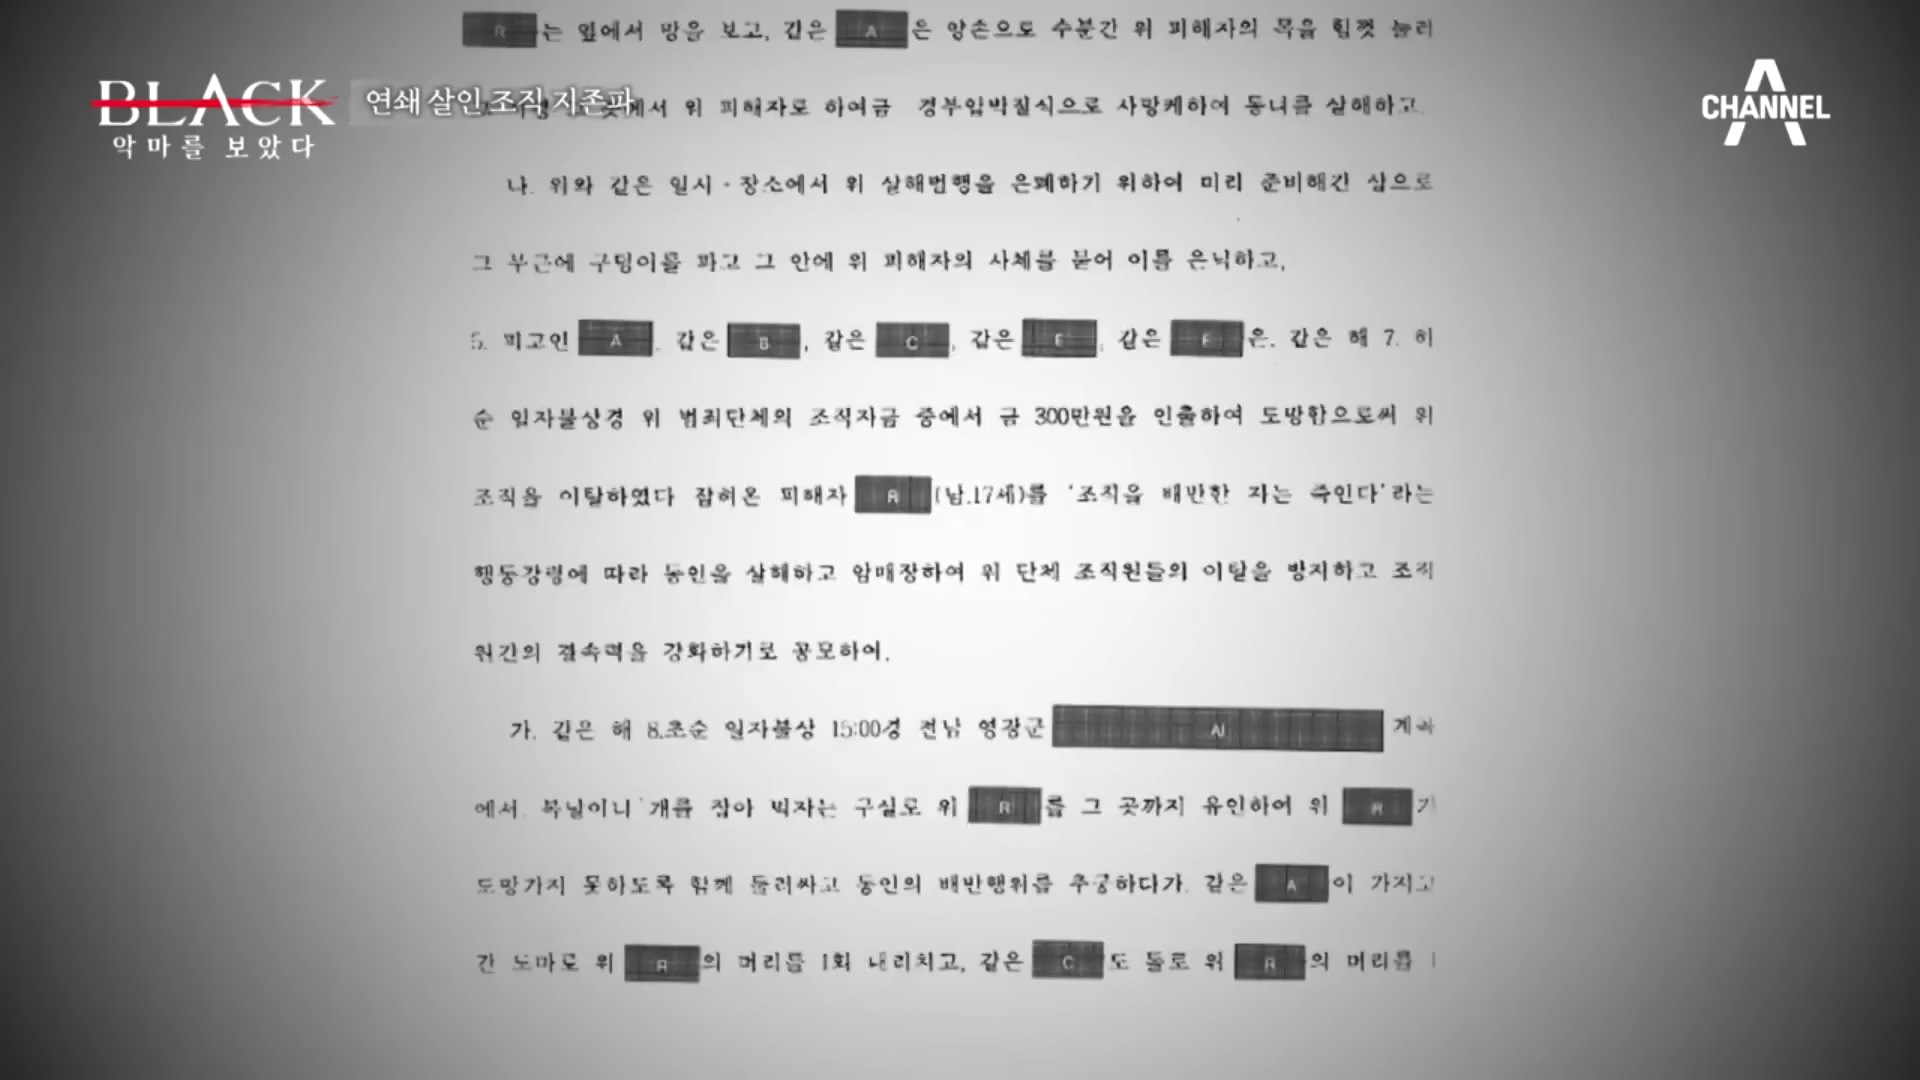 R 는 옆에서 망을 보고, 같은 A 은 양손으로 수분간 위 피해자의 목을 힘껏 눌러
BLACK
악마를 보았다
연쇄 살인 조직 지존파
CHANNEL A
에서 위 피해자로 하여금 경부압박질식으로 사망케하여 동녀를 살해하고
나. 위와 같은 일시·장소에서 위 살해범행을 은폐하기 위하여 미리 준비해간 삽으로
그 부근에 구덩이를 파고 그 안에 위 피해자의 사체를 묻어 이를 은닉하고,
5. 피고인 A, 같은 B, 같은 C, 같은 E, 같은 F 은, 같은 해 7. 하
순 일자불상경 위 범죄단체의 조직자금 중에서 금 300만원을 인출하여 도망함으로써 위
조직을 이탈하였다 잡혀온 피해자 R (남.17세)를 '조직을 배반한 자는 죽인다'라는
행동강령에 따라 동인을 살해하고 암매장하여 위 단체 조직원들의 이탈을 방지하고 조직
원간의 결속력을 강화하기로 공모하여,
가. 같은 해 8.초순 일자불상 15:00경 전남 영광군 AJ 계곡
에서, 복날이니 개를 잡아 먹자는 구실로 위 R 를 그 곳까지 유인하여 위 R 가
도망가지 못하도록 함께 둘러싸고 동인의 배반행위를 추궁하다가, 같은 A 이 가지고
간 도마로 위 R 의 머리를 1회 내리치고, 같은 C 도 돌로 위 R 의 머리를